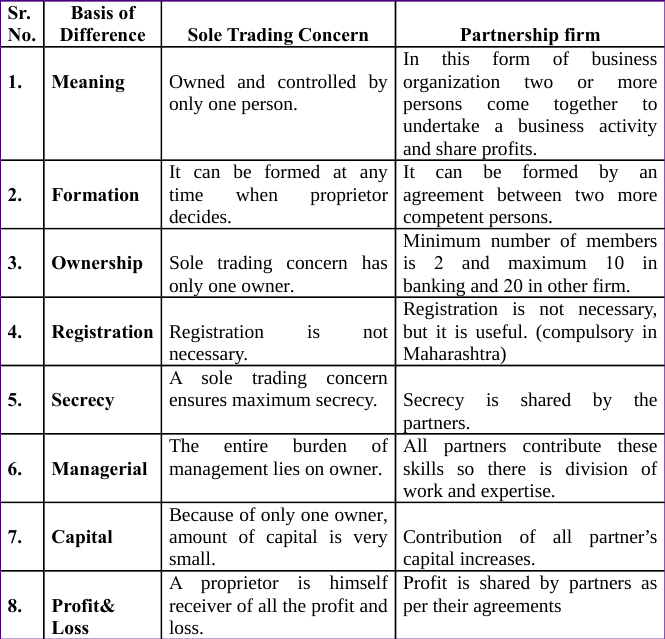 Sr. No.
Basis of Difference
Sole Trading Concern
Partnership firm
1.
Meaning
Owned and controlled by
only one person.
In this form of business
organization two or more
persons come together to
undertake a business activity
and share profits.
2.
Formation
It can be formed at any
time when proprietor
decides.
It can be formed by an
agreement between two more
competent persons.
3.
Ownership
Sole trading concern has
only one owner.
Minimum number of members
is 2 and maximum 10 in
banking and 20 in other firm.
4.
Registration
Registration is not
necessary.
Registration is not necessary,
but it is useful. (compulsory in
Maharashtra)
5.
Secrecy
A sole trading concern
ensures maximum secrecy.
Secrecy is shared by the
partners.
6.
Managerial
The entire burden of
management lies on owner.
All partners contribute these
skills so there is division of
work and expertise.
7.
Capital
Because of only one owner,
amount of capital is very
small.
Contribution of all partner’s
capital increases.
8.
Profit&
Loss
A proprietor is himself
receiver of all the profit and
loss.
Profit is shared by partners as
per their agreements